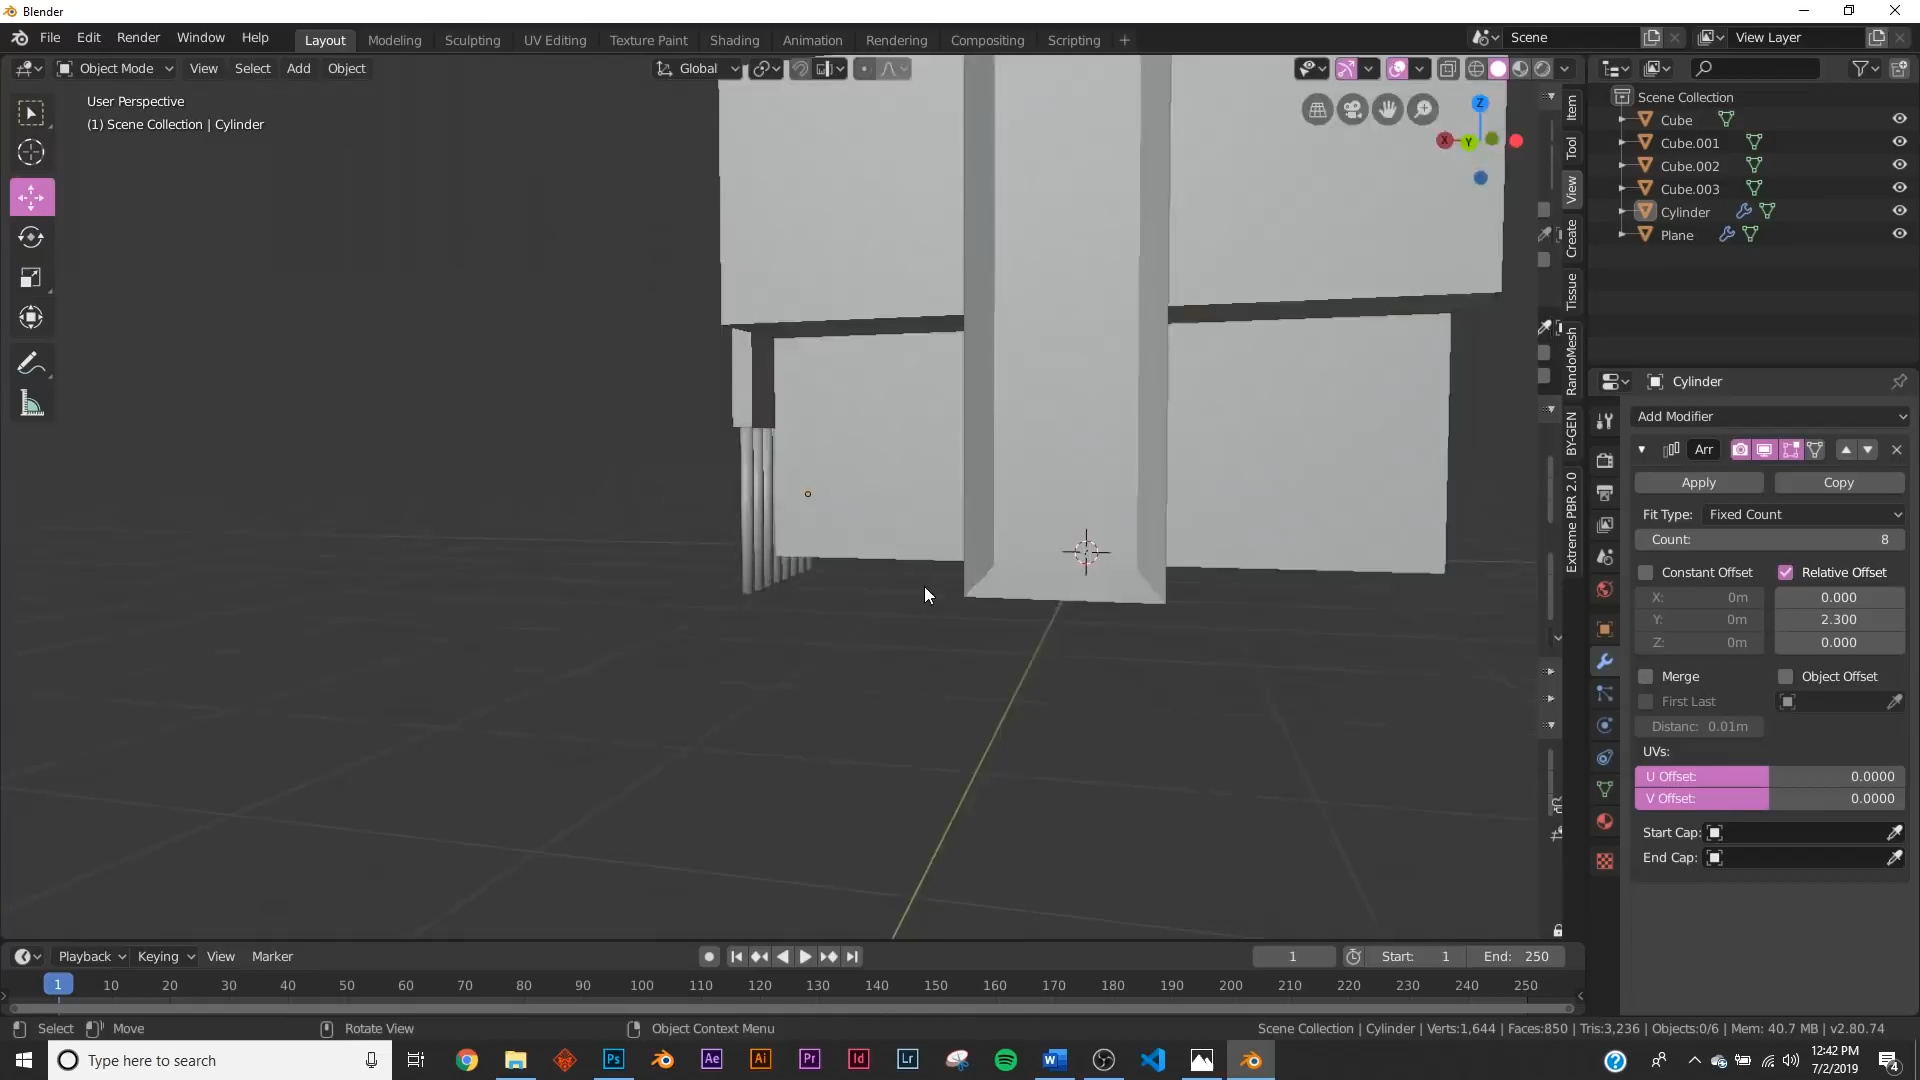 Blender
File Edit Render Window Help Layout Modeling Sculpting UV Editing Texture Paint Shading Animation Rendering Compositing Scripting + Scene View Layer
Object Mode View Select Add Object Global
User Perspective
(1) Scene Collection | Cylinder
Z
X Y
Item
Tool
View
Create
Tissue
RandoMesh
BY-GEN
Extreme PBR 2.0
Scene Collection
Cube
Cube.001
Cube.002
Cube.003
Cylinder
Plane
Cylinder
Add Modifier
Arr
Apply Copy
Fit Type: Fixed Count
Count: 8
Constant Offset Relative Offset
X: 0m 0.000
Y: 0m 2.300
Z: 0m 0.000
Merge Object Offset
First Last
Distanc: 0.01m
UVs:
U Offset: 0.0000
V Offset: 0.0000
Start Cap:
End Cap:
Playback Keying View Marker 1 Start: 1 End: 250
1 10 20 30 40 50 60 70 80 90 100 110 120 130 140 150 160 170 180 190 200 210 220 230 240 250
Select Move Rotate View Object Context Menu Scene Collection | Cylinder | Verts:1,644 | Faces:850 | Tris:3,236 | Objects:0/6 | Mem: 40.7 MB | v2.80.74
Type here to search Ps Ae Ai Pr Id Lr 12:42 PM
7/2/2019 4